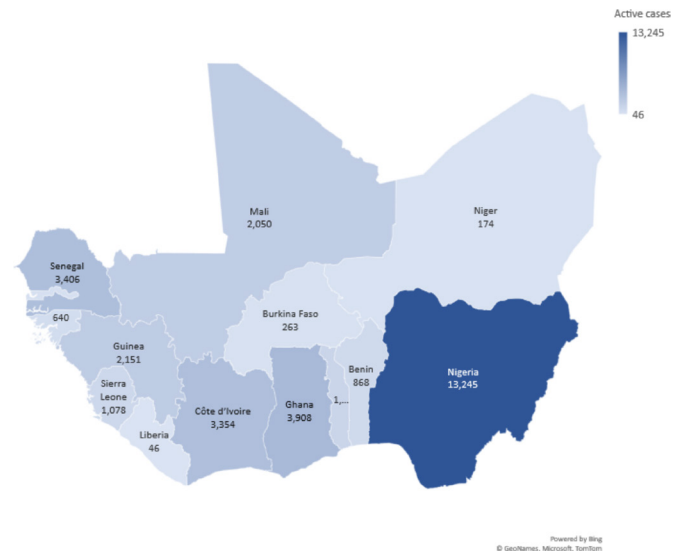 Active cases
13,245
46
Mali
2,050
Niger
174
Senegal
3,406
640
Burkina Faso
263
Guinea
2,151
Benin
868
Nigeria
13,245
Sierra
Leone
1,078
1,...
Ghana
3,908
Côte d'Ivoire
3,354
Liberia
46
Powered by Bing
© GeoNames, Microsoft, TomTom